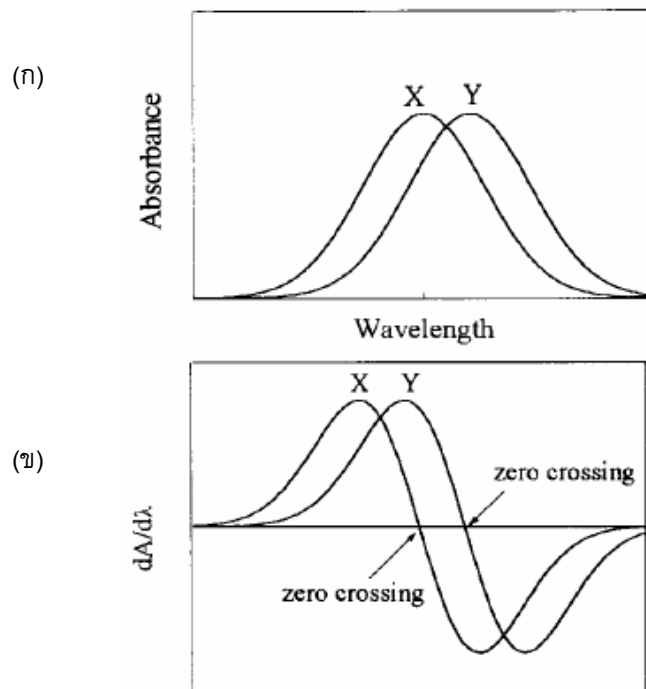 (ก)
X Y
Absorbance
Wavelength
X Y
(ข)
zero crossing
dA/dλ
zero crossing